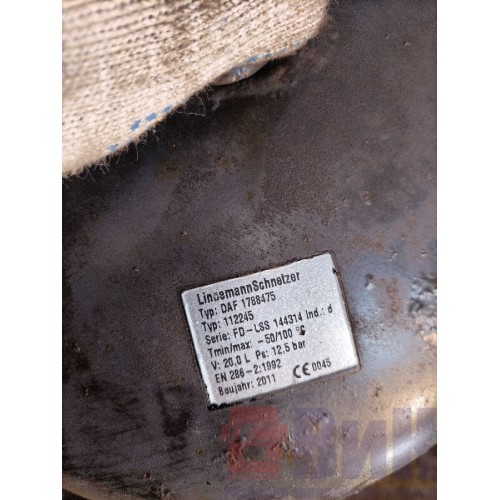 LindemannSchnetzer
Typ: DAF 1788475
Typ: 112245
Serie: FD-LSS 144314 Ind.: d
Tmin/max: -50/100 °C
V: 20,0 L Ps: 12,5 bar
EN 286-2:1992
Baujahr: 2011 CE 0045